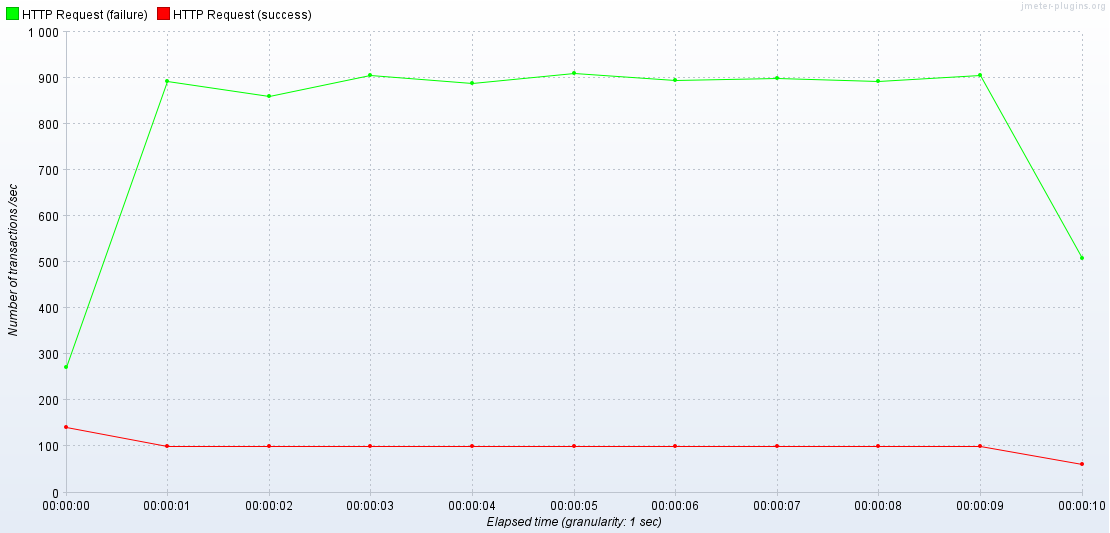 HTTP Request (failure) HTTP Request (success)
jmeter-plugins.org
1 000
900
800
700
600
500
400
300
200
100
0
Number of transactions /sec
00:00:00 00:00:01 00:00:02 00:00:03 00:00:04 00:00:05 00:00:06 00:00:07 00:00:08 00:00:09 00:00:10
Elapsed time (granularity: 1 sec)